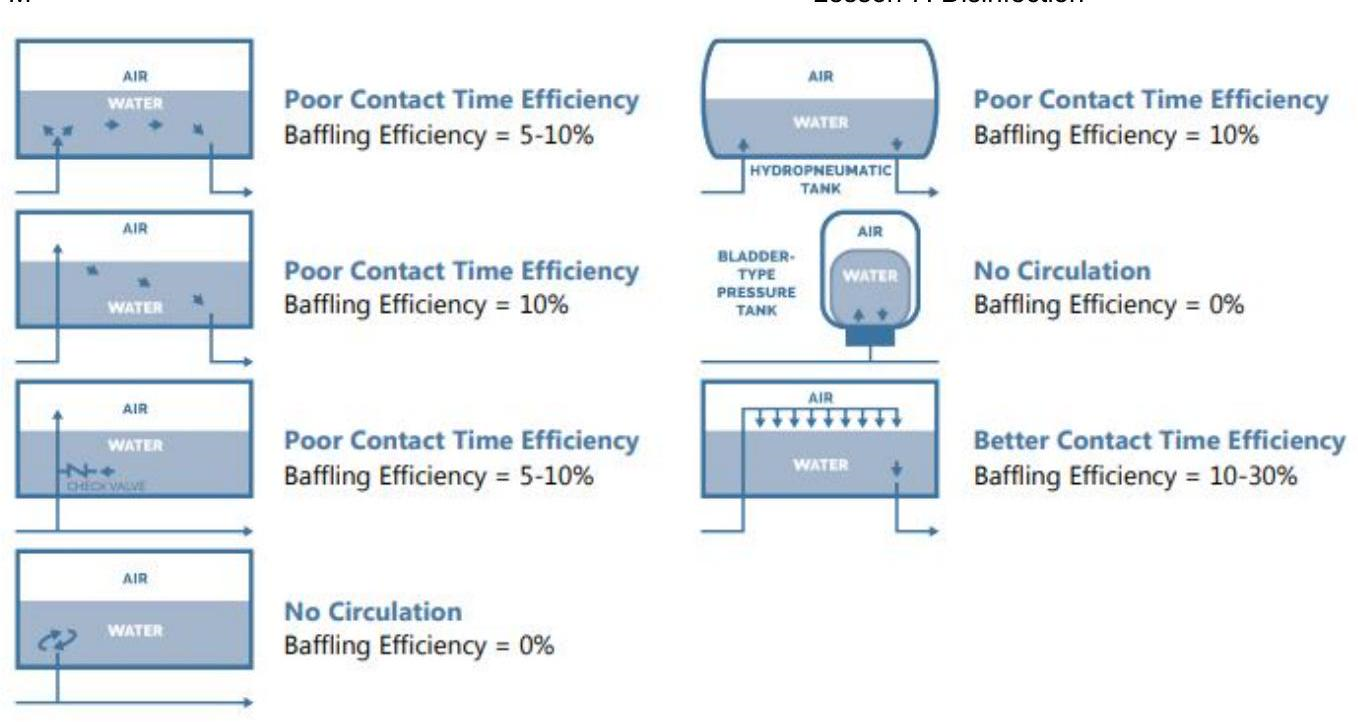 AIR
WATER
Poor Contact Time Efficiency
Baffling Efficiency = 5-10%
AIR
WATER
Poor Contact Time Efficiency
Baffling Efficiency = 10%
AIR
WATER
CHECK VALVE
Poor Contact Time Efficiency
Baffling Efficiency = 5-10%
AIR
WATER
No Circulation
Baffling Efficiency = 0%
AIR
WATER
HYDROPNEUMATIC
TANK
Poor Contact Time Efficiency
Baffling Efficiency = 10%
BLADDER-
TYPE
PRESSURE
TANK
AIR
WATER
No Circulation
Baffling Efficiency = 0%
AIR
WATER
Better Contact Time Efficiency
Baffling Efficiency = 10-30%